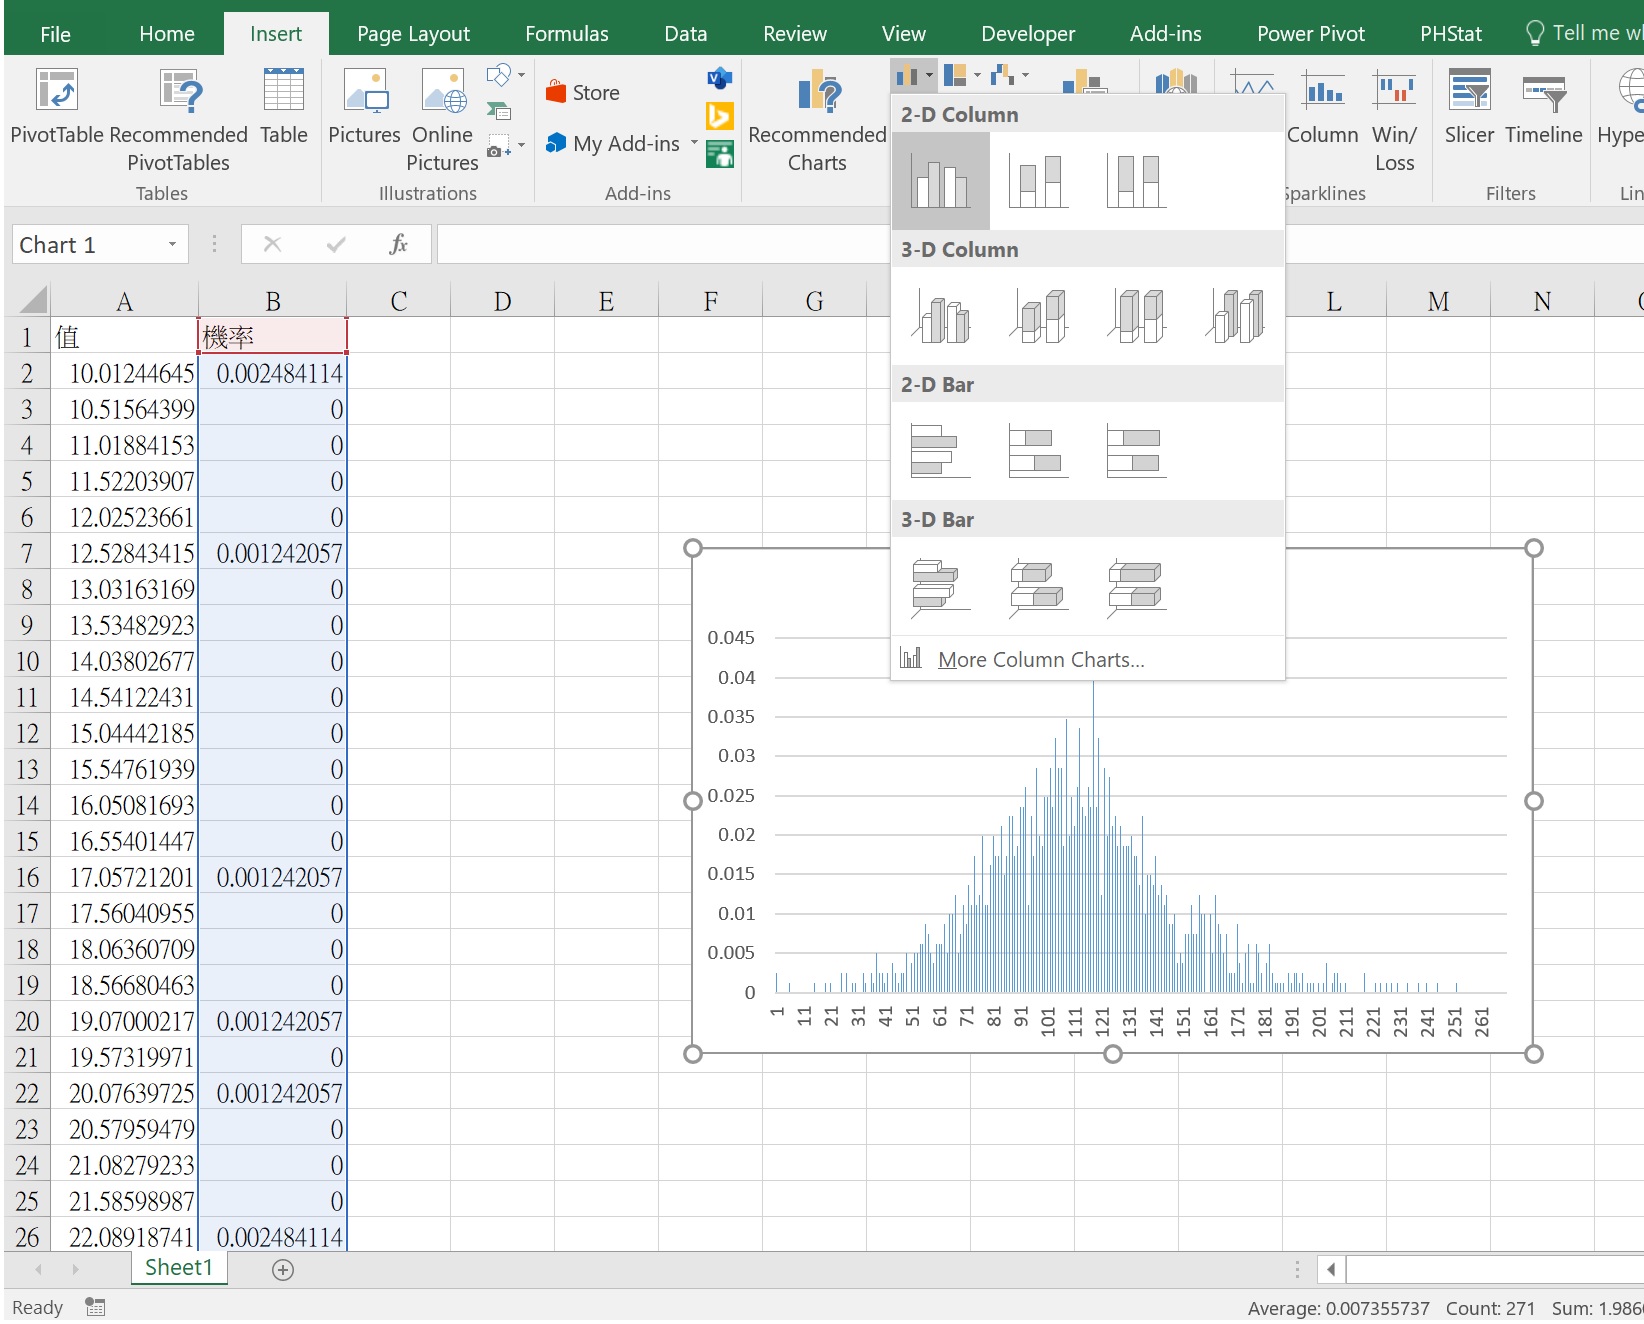 File Home Insert Page Layout Formulas Data Review View Developer Add-ins Power Pivot PHStat Tell me
PivotTable Recommended PivotTables Table
Tables
Pictures Online Pictures
Illustrations
Store
My Add-ins
Add-ins
Recommended Charts
Column Win/ Loss
Sparklines
Slicer Timeline
Filters
2-D Column
3-D Column
2-D Bar
3-D Bar
More Column Charts...
Chart 1 fx
A B C D E F G L M N
1 值 機率
2 10.01244645 0.002484114
3 10.51564399 0
4 11.01884153 0
5 11.52203907 0
6 12.02523661 0
7 12.52843415 0.001242057
8 13.03163169 0
9 13.53482923 0
10 14.03802677 0
11 14.54122431 0
12 15.04442185 0
13 15.54761939 0
14 16.05081693 0
15 16.55401447 0
16 17.05721201 0.001242057
17 17.56040955 0
18 18.06360709 0
19 18.56680463 0
20 19.07000217 0.001242057
21 19.57319971 0
22 20.07639725 0.001242057
23 20.57959479 0
24 21.08279233 0
25 21.58598987 0
26 22.08918741 0.002484114
0.045
0.04
0.035
0.03
0.025
0.02
0.015
0.01
0.005
0
1 11 21 31 41 51 61 71 81 91 101 111 121 131 141 151 161 171 181 191 201 211 221 231 241 251 261
Sheet1
Ready
Average: 0.007355737 Count: 271 Sum: 1.986